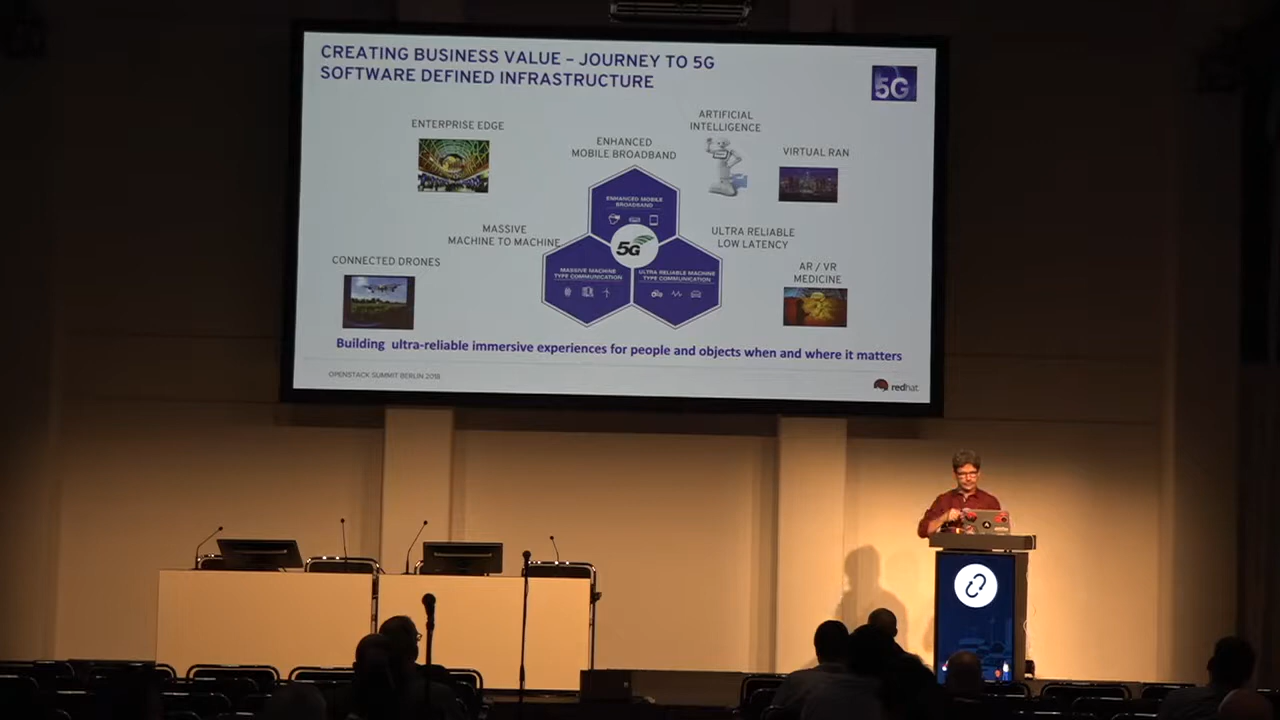 CREATING BUSINESS VALUE – JOURNEY TO 5G
SOFTWARE DEFINED INFRASTRUCTURE
5G
ENTERPRISE EDGE
ENHANCED
MOBILE BROADBAND
ARTIFICIAL
INTELLIGENCE
VIRTUAL RAN
ENHANCED MOBILE
BROADBAND
MASSIVE
MACHINE TO MACHINE
5G
ULTRA RELIABLE
LOW LATENCY
CONNECTED DRONES
MASSIVE MACHINE
TYPE COMMUNICATION
ULTRA RELIABLE MACHINE
TYPE COMMUNICATION
AR / VR
MEDICINE
Building ultra-reliable immersive experiences for people and objects when and where it matters
OPENSTACK SUMMIT BERLIN 2018
redhat